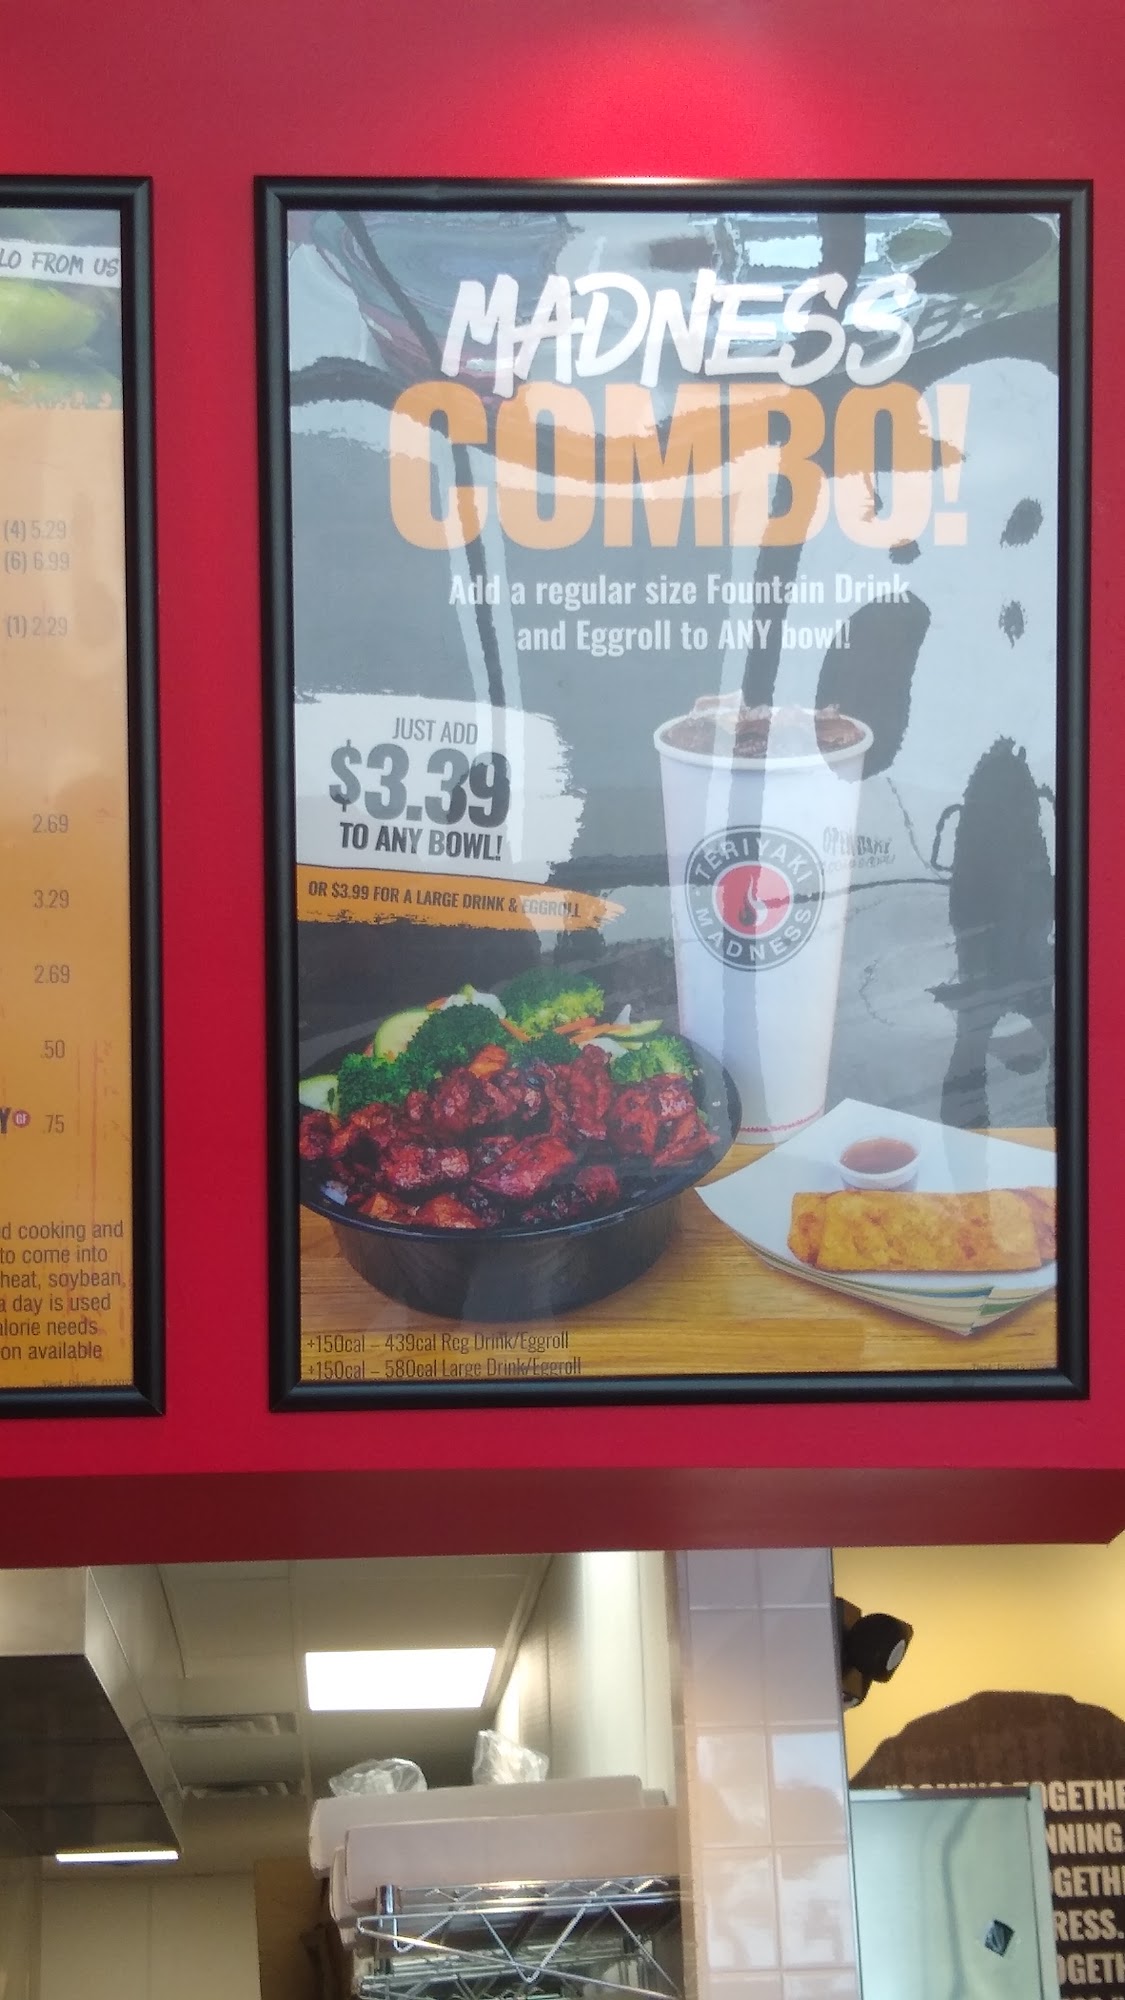 LO FROM US
(4) 5.29
(6) 6.99
(1) 2.29
2.69
3.29
2.69
.50
Y GF .75
d cooking and
to come into
heat, soybean,
a day is used
alorie needs
on available
MADNESS
COMBO!
Add a regular size Fountain Drink
and Eggroll to ANY bowl!
JUST ADD
$3.39
TO ANY BOWL!
OR $3.99 FOR A LARGE DRINK & EGGROLL
TERIYAKI
MADNESS
+150cal – 439cal Reg Drink/Eggroll
+150cal – 580cal Large Drink/Eggroll
OGETHE
NNING.
OGETH
RESS.
OGETH